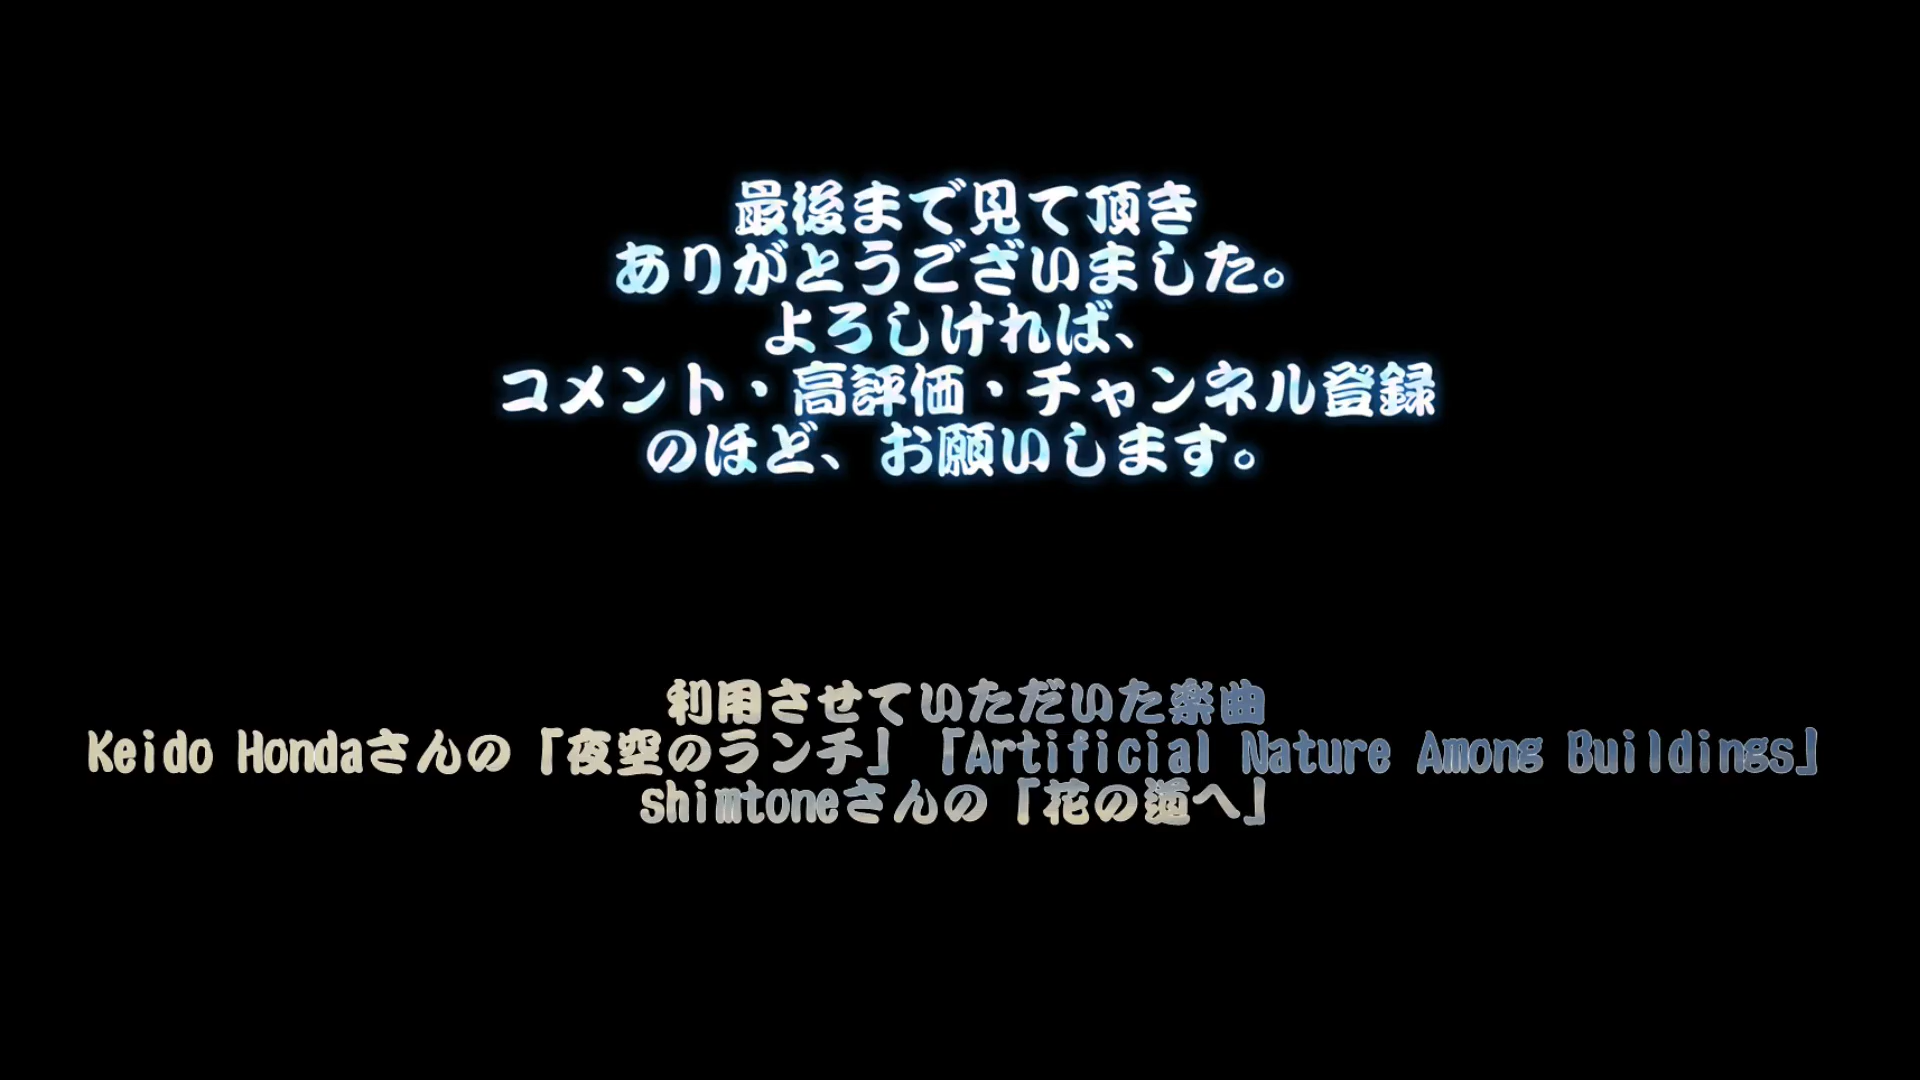 最後まで見て頂き
ありがとうございました。
よろしければ、
コメント・高評価・チャンネル登録
のほど、お願いします。
利用させていただいた楽曲
Keido Hondaさんの「夜空のランチ」「Artificial Nature Among Buildings」
shimtoneさんの「花の道へ」